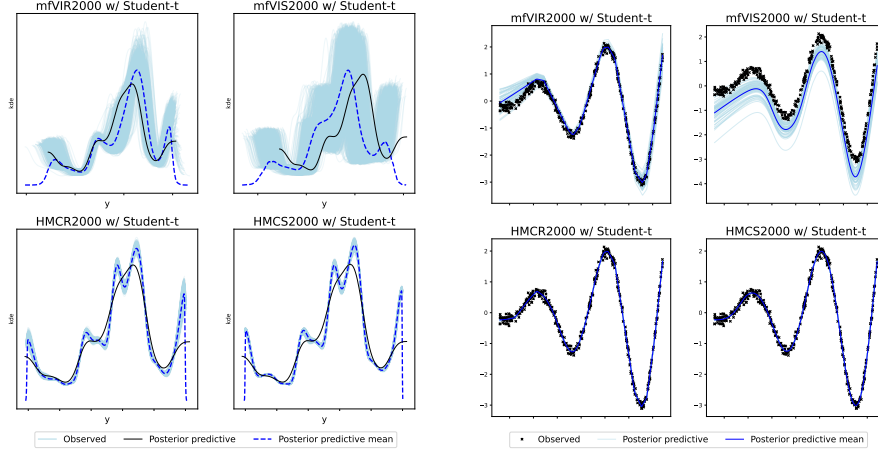 mfVIR2000 w/ Student-t
mfVIS2000 w/ Student-t
kde
kde
y
y
HMCR2000 w/ Student-t
HMCS2000 w/ Student-t
kde
kde
y
y
Observed
Posterior predictive
Posterior predictive mean
mfVIR2000 w/ Student-t
mfVIS2000 w/ Student-t
2
1
0
−1
−2
−3
2
1
0
−1
−2
−3
−4
HMCR2000 w/ Student-t
HMCS2000 w/ Student-t
2
1
0
−1
−2
−3
2
1
0
−1
−2
−3
Observed
Posterior predictive
Posterior predictive mean